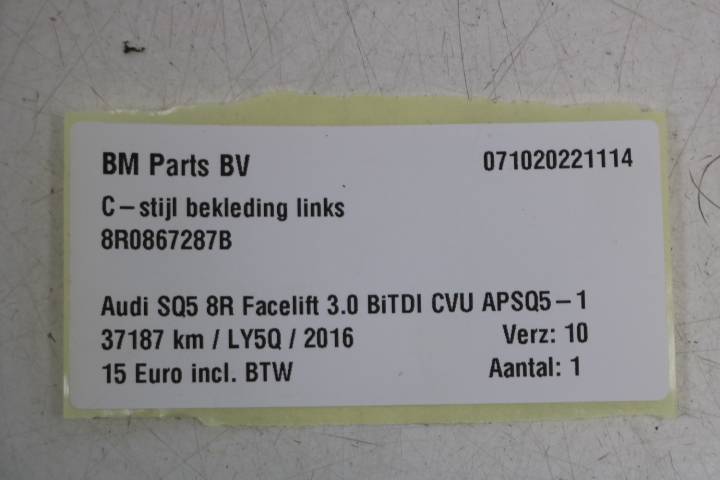 BM Parts BV 071020221114
C-stijl bekleding links
8R0867287B
Audi SQ5 8R Facelift 3.0 BiTDI CVU APSQ5-1
37187 km / LY5Q / 2016 Verz: 10
15 Euro incl. BTW Aantal: 1